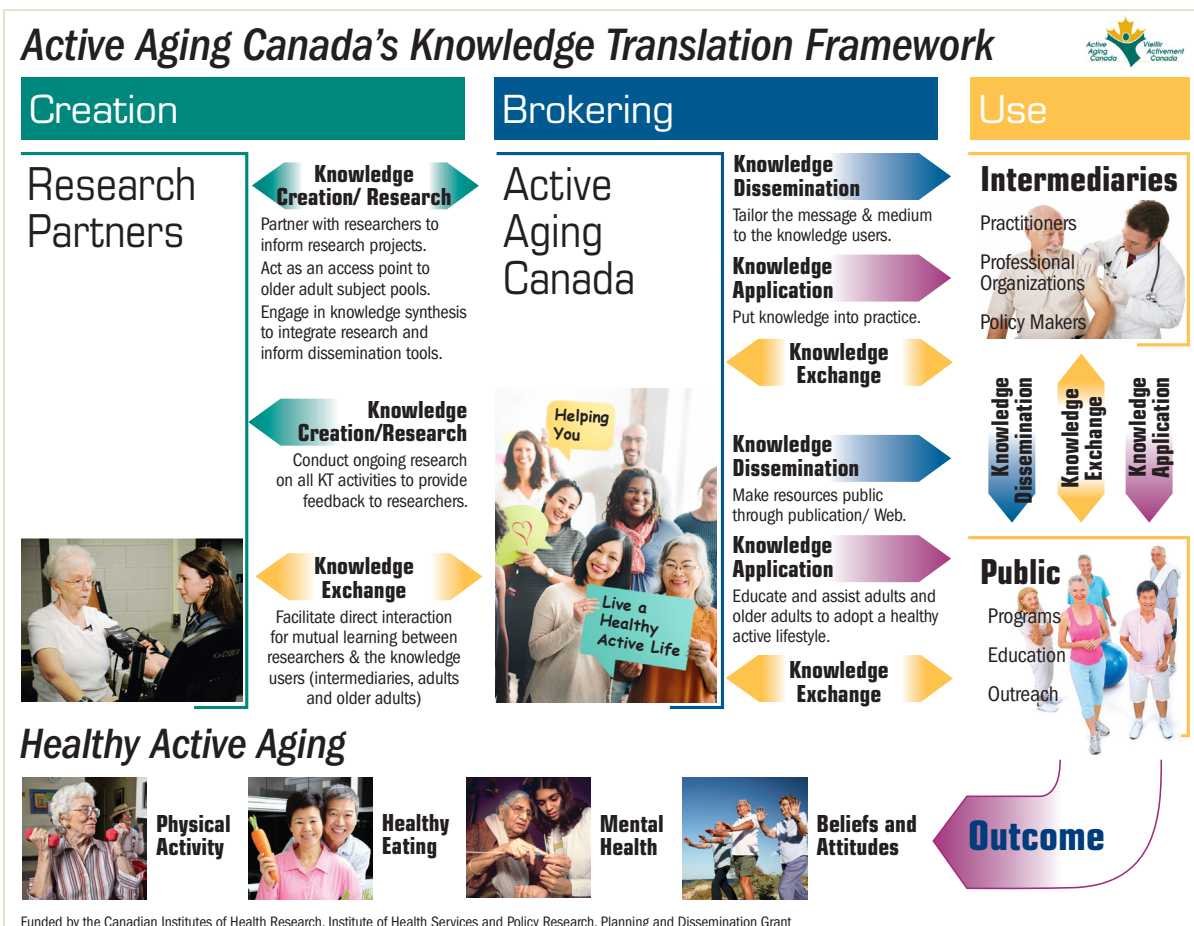 Active Aging Canada's Knowledge Translation Framework
Active
Aging
Canada
Vieillir
Activement
Canada
Creation
Brokering
Use
Research
Partners
Knowledge
Creation/ Research
Partner with researchers to
inform research projects.
Act as an access point to
older adult subject pools.
Engage in knowledge synthesis
to integrate research and
inform dissemination tools.
Knowledge
Creation/Research
Conduct ongoing research
on all KT activities to provide
feedback to researchers.
Knowledge
Exchange
Facilitate direct interaction
for mutual learning between
researchers & the knowledge
users (intermediaries, adults
and older adults)
CYBEX
Active
Aging
Canada
Helping
You
Live a
Healthy
Active Life
Knowledge
Dissemination
Tailor the message & medium
to the knowledge users.
Knowledge
Application
Put knowledge into practice.
Knowledge
Exchange
Knowledge
Dissemination
Make resources public
through publication/ Web.
Knowledge
Application
Educate and assist adults and
older adults to adopt a healthy
active lifestyle.
Knowledge
Exchange
Intermediaries
Practitioners
Professional
Organizations
Policy Makers
Knowledge
Dissemination
Knowledge
Exchange
Knowledge
Application
Public
Programs
Education
Outreach
Healthy Active Aging
Physical
Activity
Healthy
Eating
Mental
Health
Beliefs and
Attitudes
Outcome
Funded by the Canadian Institutes of Health Research, Institute of Health Services and Policy Research, Planning and Dissemination Grant